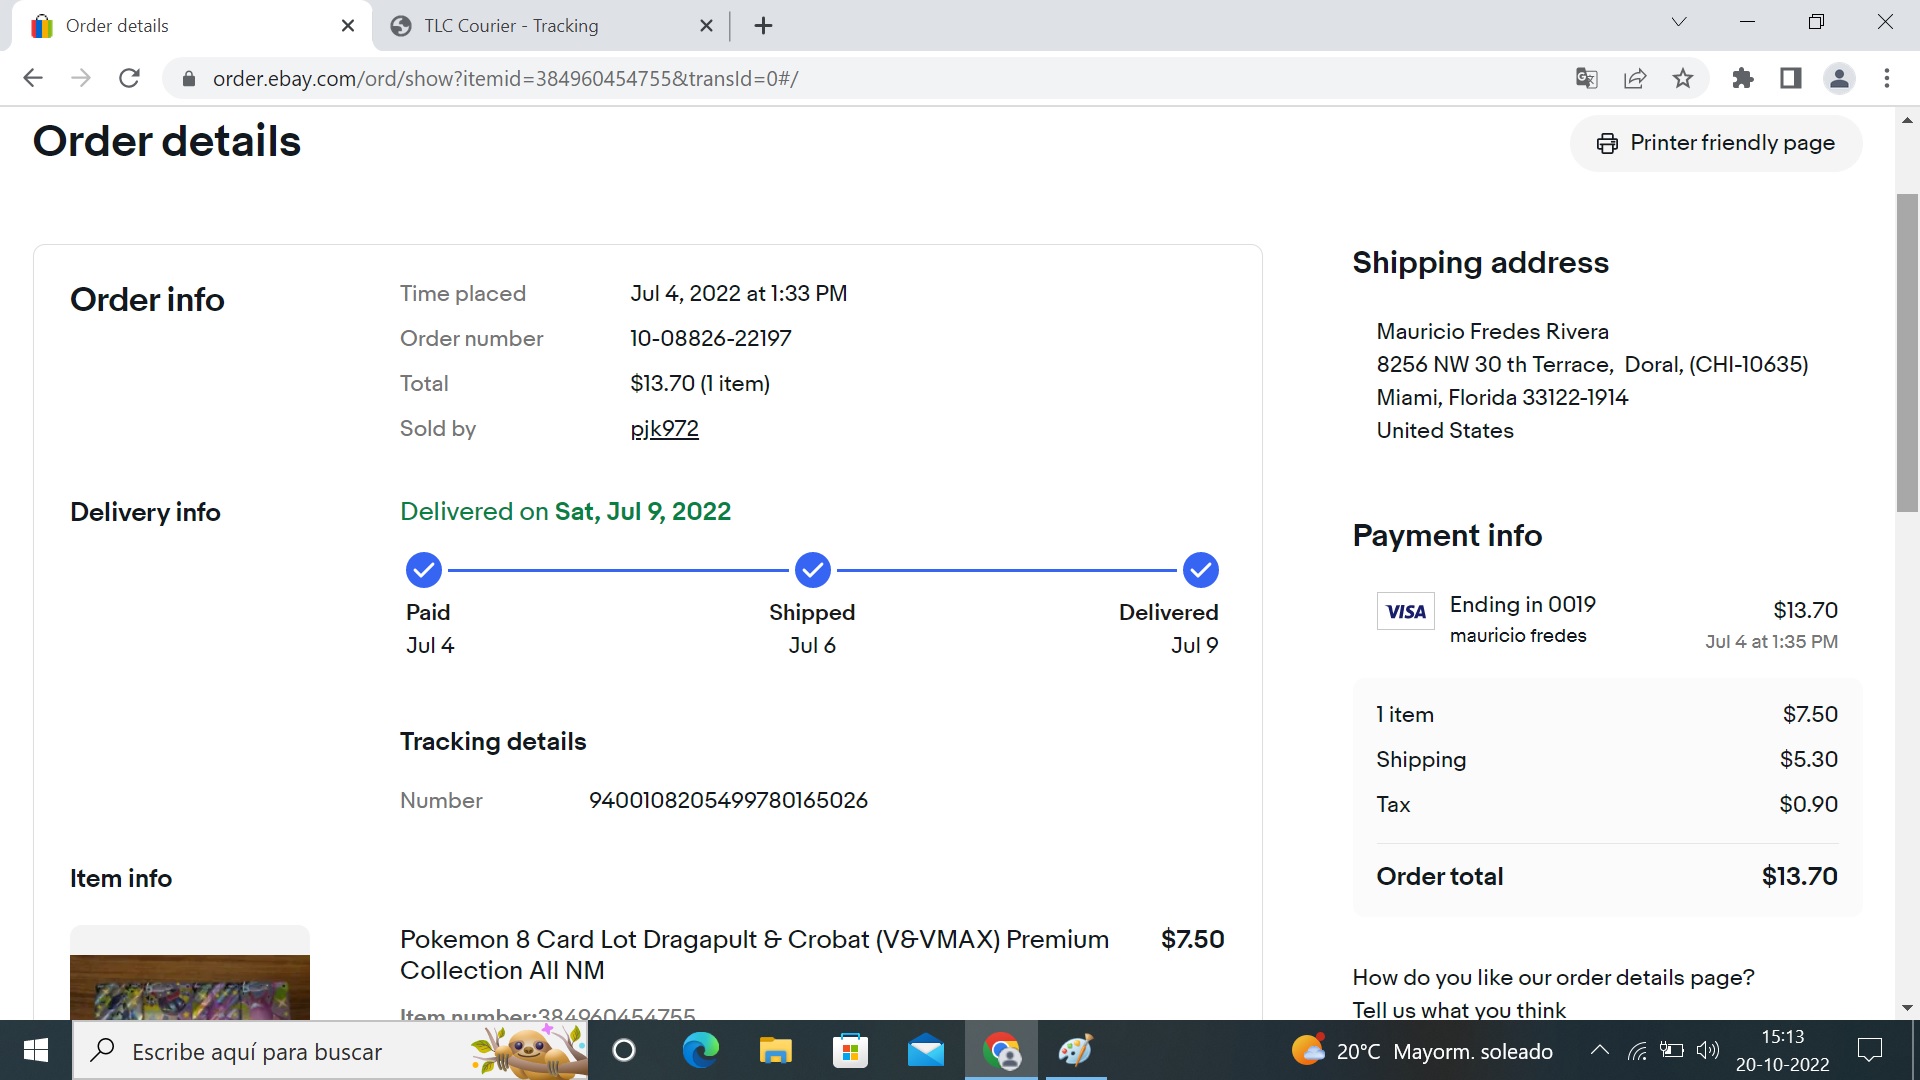 Order details
TLC Courier - Tracking
order.ebay.com/ord/show?itemid=384960454755&transId=0#/
Order details
Printer friendly page
Order info
Time placed Jul 4, 2022 at 1:33 PM
Order number 10-08826-22197
Total $13.70 (1 item)
Sold by pjk972
Delivery info
Delivered on Sat, Jul 9, 2022
Paid Shipped Delivered
Jul 4 Jul 6 Jul 9
Tracking details
Number 9400108205499780165026
Item info
Pokemon 8 Card Lot Dragapult & Crobat (V&VMAX) Premium $7.50
Collection All NM
Item number:384960454755
Shipping address
Mauricio Fredes Rivera
8256 NW 30 th Terrace, Doral, (CHI-10635)
Miami, Florida 33122-1914
United States
Payment info
VISA Ending in 0019 $13.70
mauricio fredes Jul 4 at 1:35 PM
1 item $7.50
Shipping $5.30
Tax $0.90
Order total $13.70
How do you like our order details page?
Tell us what you think
Escribe aquí para buscar
20°C Mayorm. soleado
15:13
20-10-2022